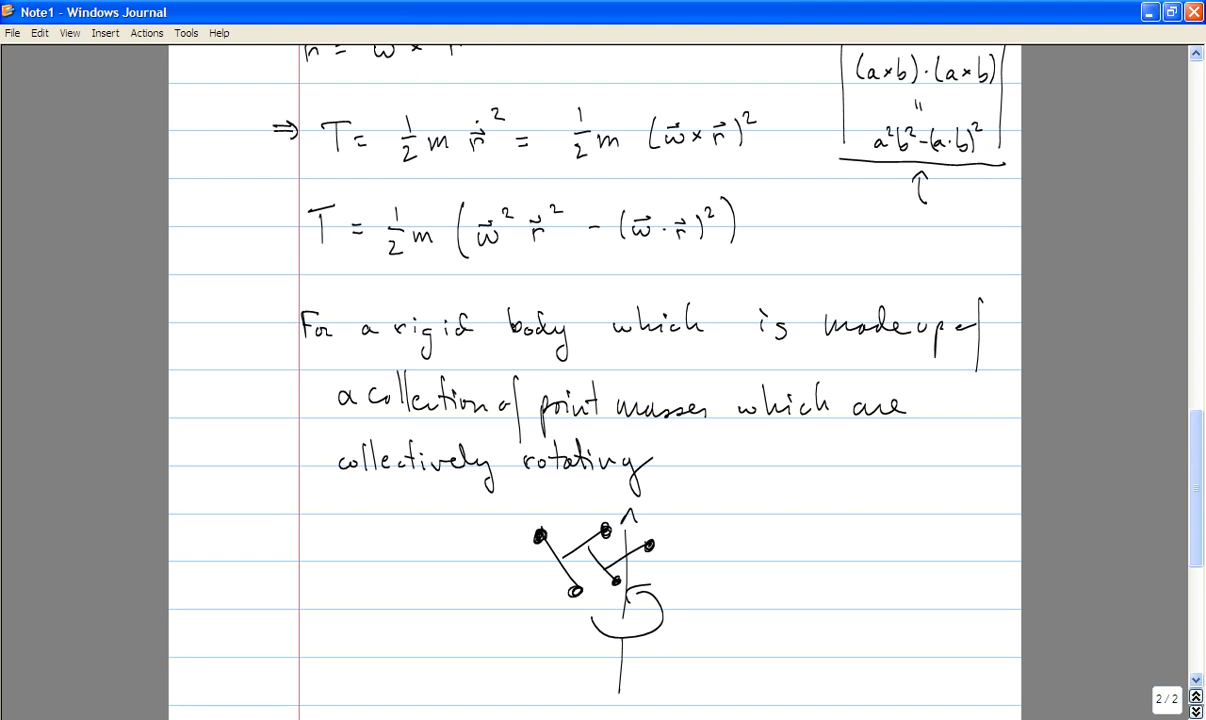 Note1 - Windows Journal
File Edit View Insert Actions Tools Help
ṙ = ω⃗ × r⃗
(a×b)·(a×b)
"
a²b²-(a·b)²
⇒ T = 1/2 m ṙ⃗² = 1/2 m (ω⃗ × r⃗)²
T = 1/2 m (ω⃗² r⃗² - (ω⃗ · r⃗)²)
For a rigid body which is made up of
a collection of point masses which are
collectively rotating
2 / 2